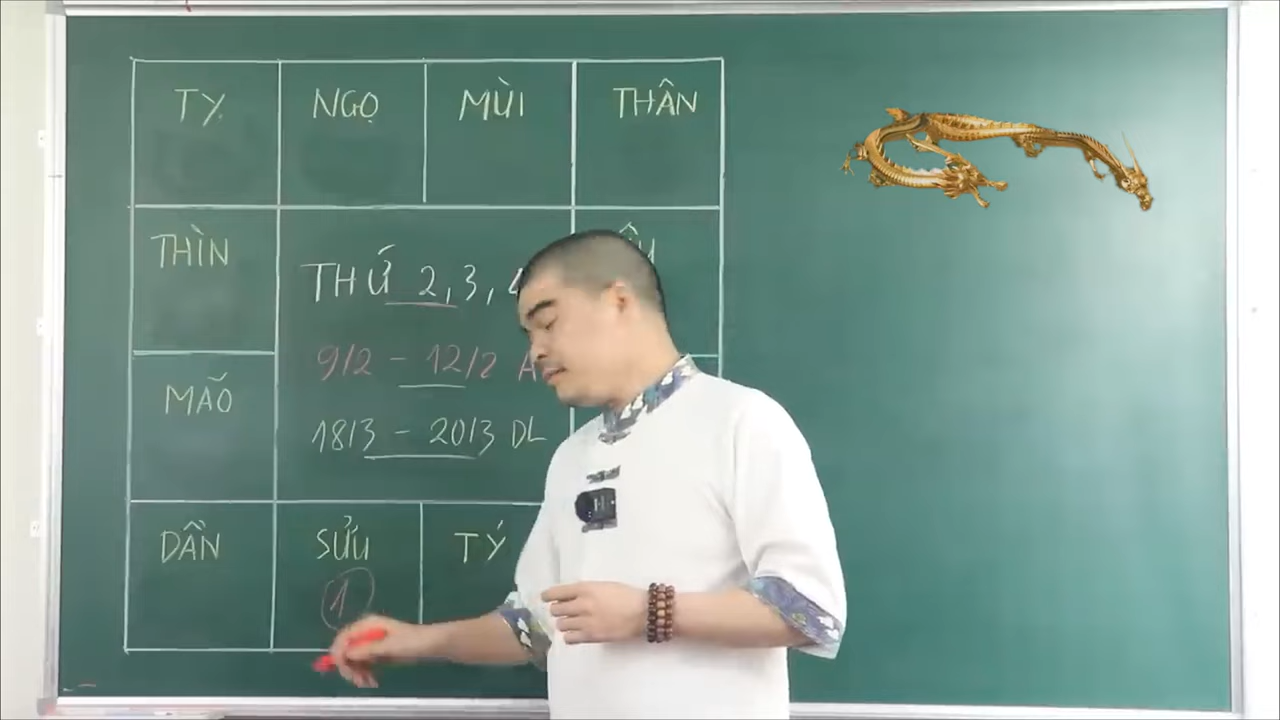 TỴ NGỌ MÙI THÂN
THÌN
THỨ 2, 3,
MÃO
9/2 - 12/2
18/3 - 20/3 DL
DẦN SỬU TÝ
1